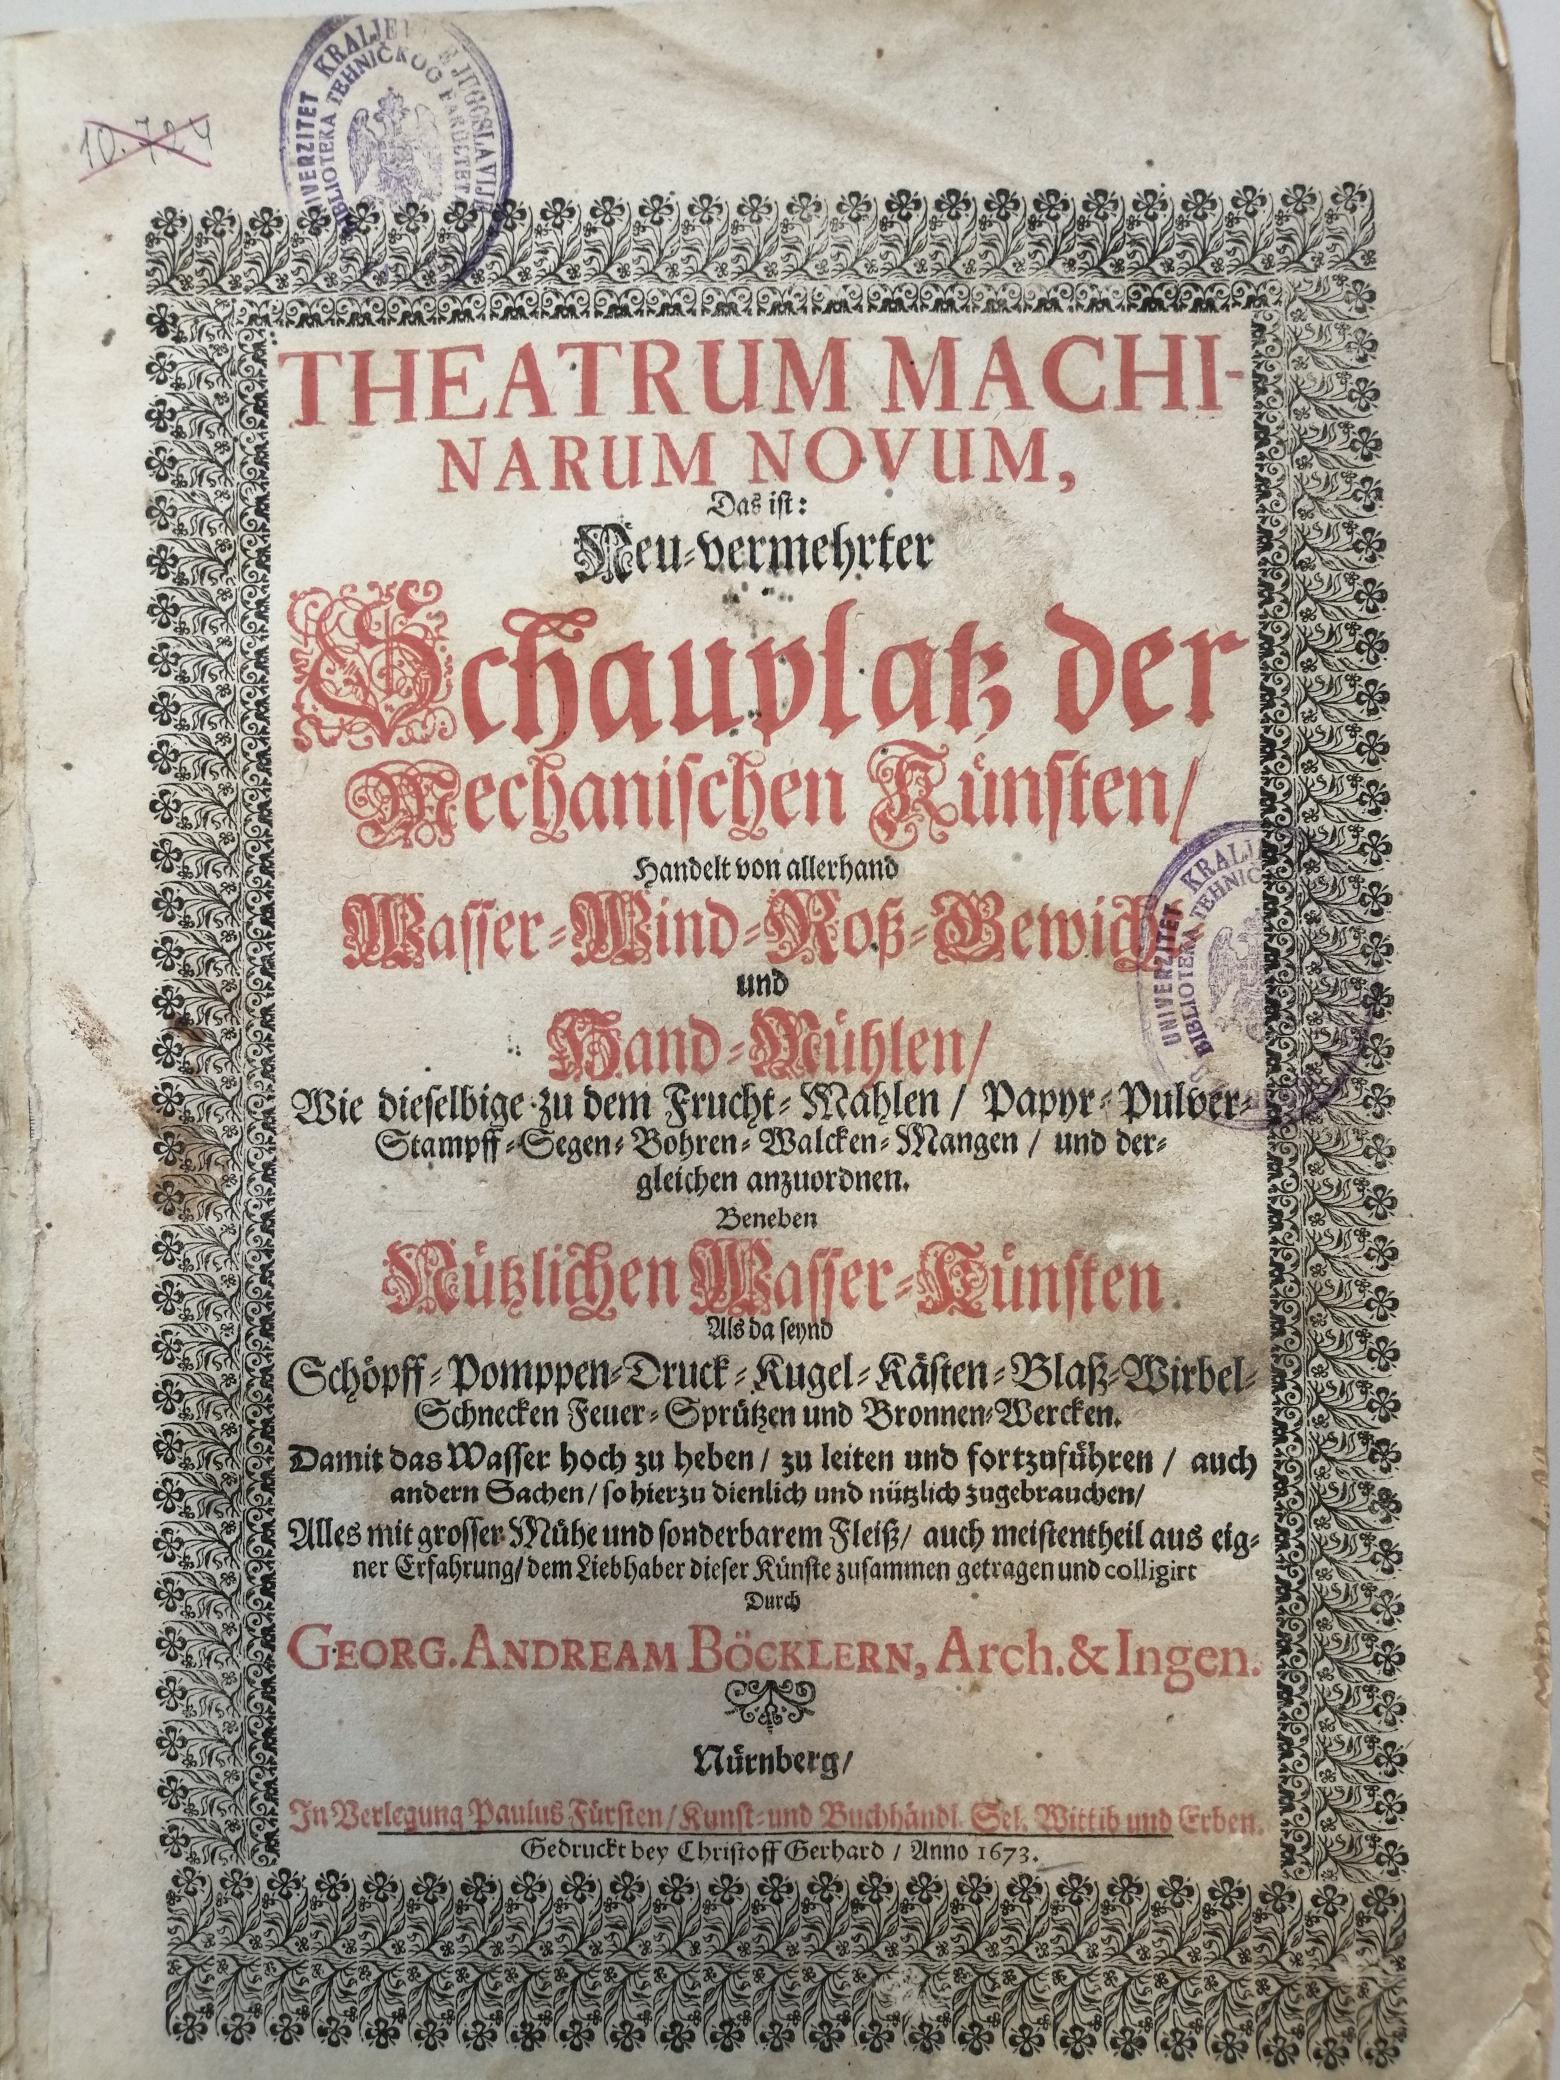 10.724
UNIVERZITET KRALJEVINE JUGOSLAVIJE
BIBLIOTEKA TEHNIČKOG FAKULTETA
THEATRUM MACHI-
NARUM NOVUM,
Das ist:
Neu-vermehrter
Schauplatz der
Mechanischen Künsten/
Handelt von allerhand
Wasser-Wind-Roß-Gewicht-
und
Hand-Mühlen/
Wie dieselbige zu dem Frucht-Mahlen / Papyr-Pulver-
Stampff-Segen-Bohren-Walcken-Mangen / und der-
gleichen anzuordnen.
Beneben
Nützlichen Wasser-Künsten
Als da seynd
Schöpff-Pomppen-Druck-Kugel-Kästen-Blaß-Wirbel-
Schnecken Feuer-Sprützen und Bronnen-Wercken.
Damit das Wasser hoch zu heben / zu leiten und fortzuführen / auch
andern Sachen / so hierzu dienlich und nützlich zugebrauchen/
Alles mit grosser Mühe und sonderbarem Fleiß/ auch meistentheil aus eig-
ner Erfahrung/ dem Liebhaber dieser Künste zusammen getragen und colligirt
Durch
GEORG. ANDREAM BÖCKLERN, Arch. & Ingen.
Nürnberg/
In Verlegung Paulus Fürsten/ Kunst- und Buchhändl. Sel. Wittib und Erben.
Gedruckt bey Christoff Gerhard / Anno 1673.
UNIVERZITET KRALJ
BIBLIOTEKA TEHNIČ